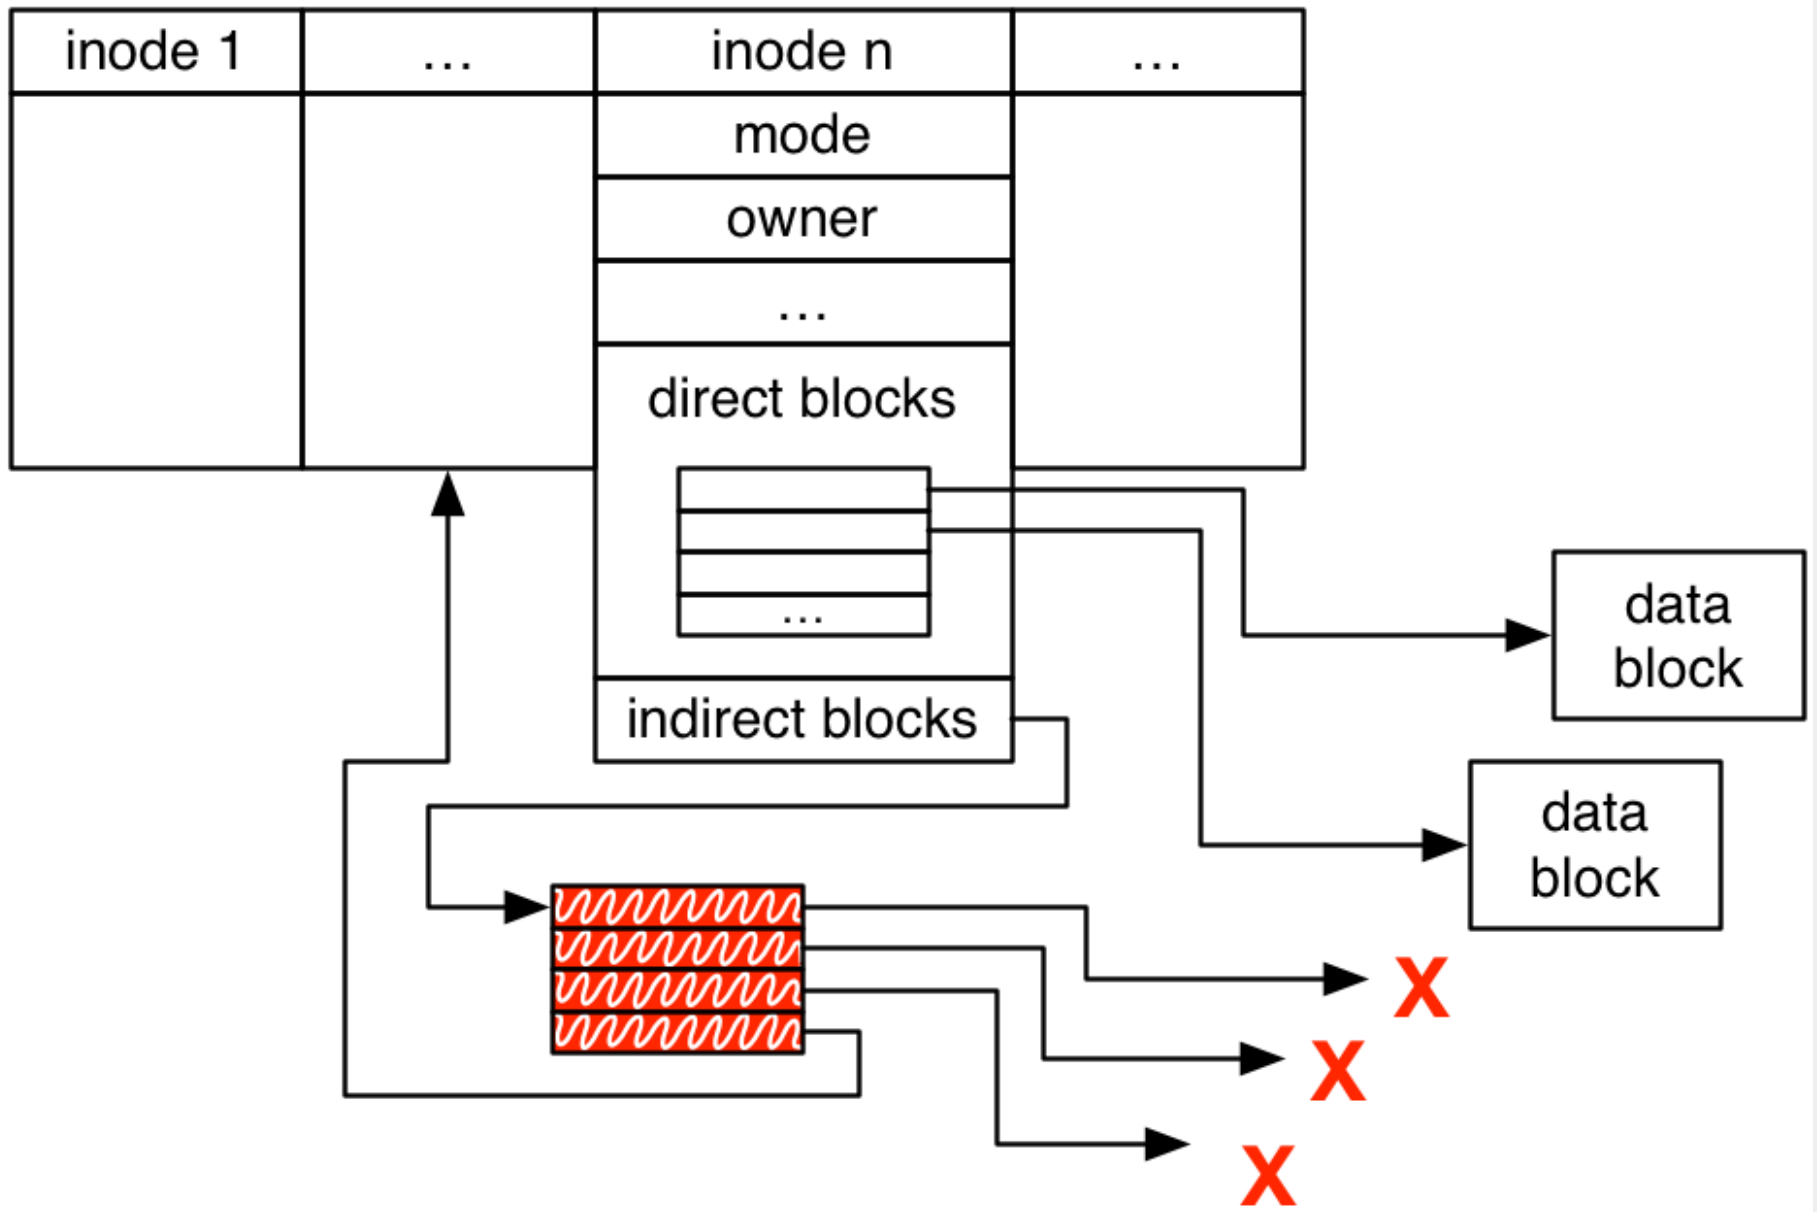 inode 1
…
inode n
…
mode
owner
…
direct blocks
…
indirect blocks
data
block
data
block
X
X
X